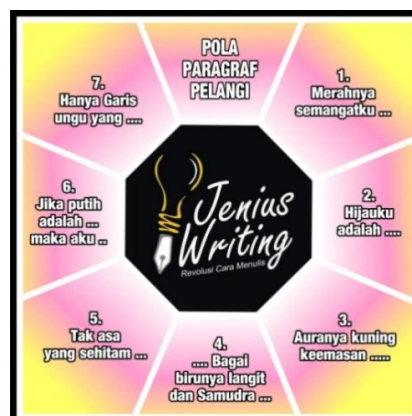 POLA
PARAGRAF
PELANGI
1.
Merahnya
semangatku ...
2.
Hijauku
adalah ....
3.
Auranya kuning
keemasan .....
4.
.... Bagai
birunya langit
dan Samudra ...
5.
Tak asa
yang sehitam ...
6.
Jika putih
adalah ...
maka aku ..
7.
Hanya Garis
ungu yang ....
Jenius
Writing
Revolusi Cara Menulis